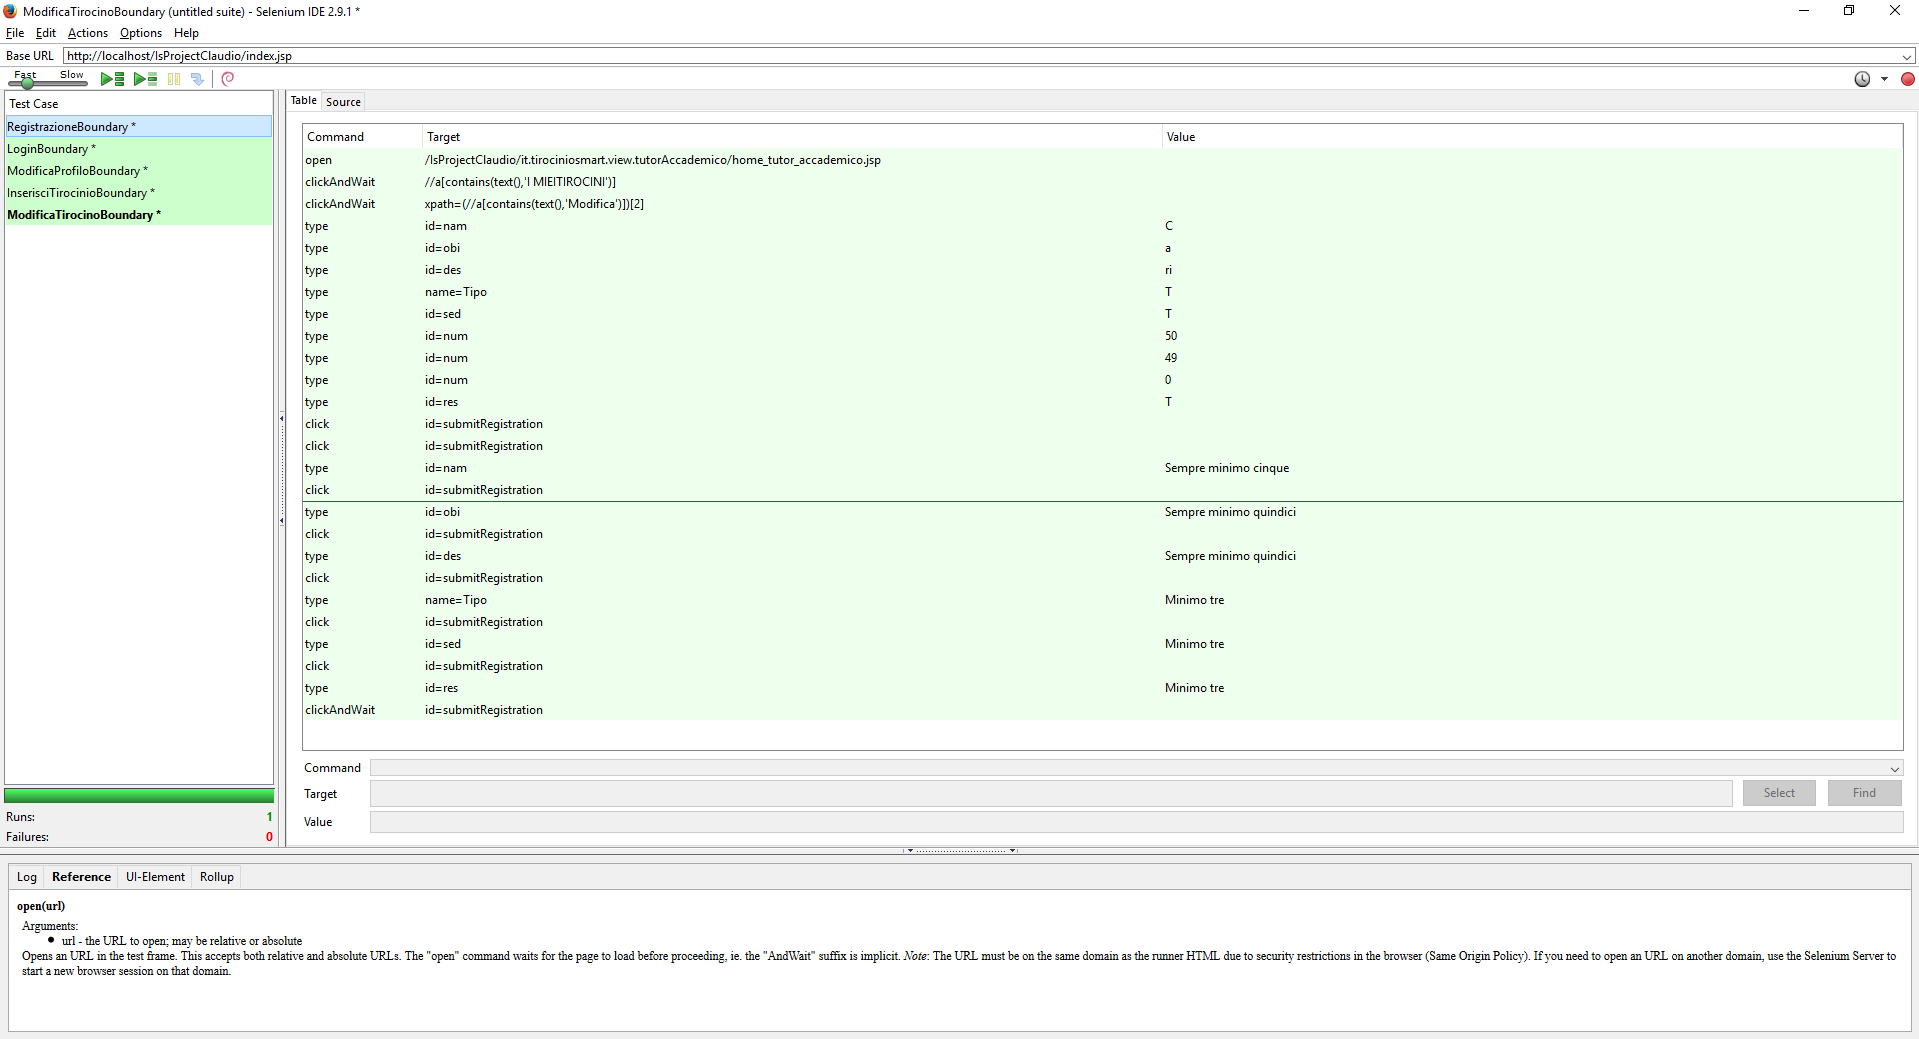 ModificaTirocinoBoundary (untitled suite) - Selenium IDE 2.9.1 *
File Edit Actions Options Help
Base URL http://localhost/IsProjectClaudio/index.jsp
Fast Slow
Test Case
RegistrazioneBoundary *
LoginBoundary *
ModificaProfiloBoundary *
InserisciTirocinioBoundary *
ModificaTirocinoBoundary *
Runs: 1
Failures: 0
Table Source
Command Target Value
open /IsProjectClaudio/it.tirociniosmart.view.tutorAccademico/home_tutor_accademico.jsp
clickAndWait //a[contains(text(),'I MIEITIROCINI')]
clickAndWait xpath=(//a[contains(text(),'Modifica')])[2]
type id=nam C
type id=obi a
type id=des ri
type name=Tipo T
type id=sed T
type id=num 50
type id=num 49
type id=num 0
type id=res T
click id=submitRegistration
click id=submitRegistration
type id=nam Sempre minimo cinque
click id=submitRegistration
type id=obi Sempre minimo quindici
click id=submitRegistration
type id=des Sempre minimo quindici
click id=submitRegistration
type name=Tipo Minimo tre
click id=submitRegistration
type id=sed Minimo tre
click id=submitRegistration
type id=res Minimo tre
clickAndWait id=submitRegistration
Command
Target Select Find
Value
Log Reference UI-Element Rollup
open(url)
Arguments:
• url - the URL to open; may be relative or absolute
Opens an URL in the test frame. This accepts both relative and absolute URLs. The "open" command waits for the page to load before proceeding, ie. the "AndWait" suffix is implicit. Note: The URL must be on the same domain as the runner HTML due to security restrictions in the browser (Same Origin Policy). If you need to open an URL on another domain, use the Selenium Server to
start a new browser session on that domain.